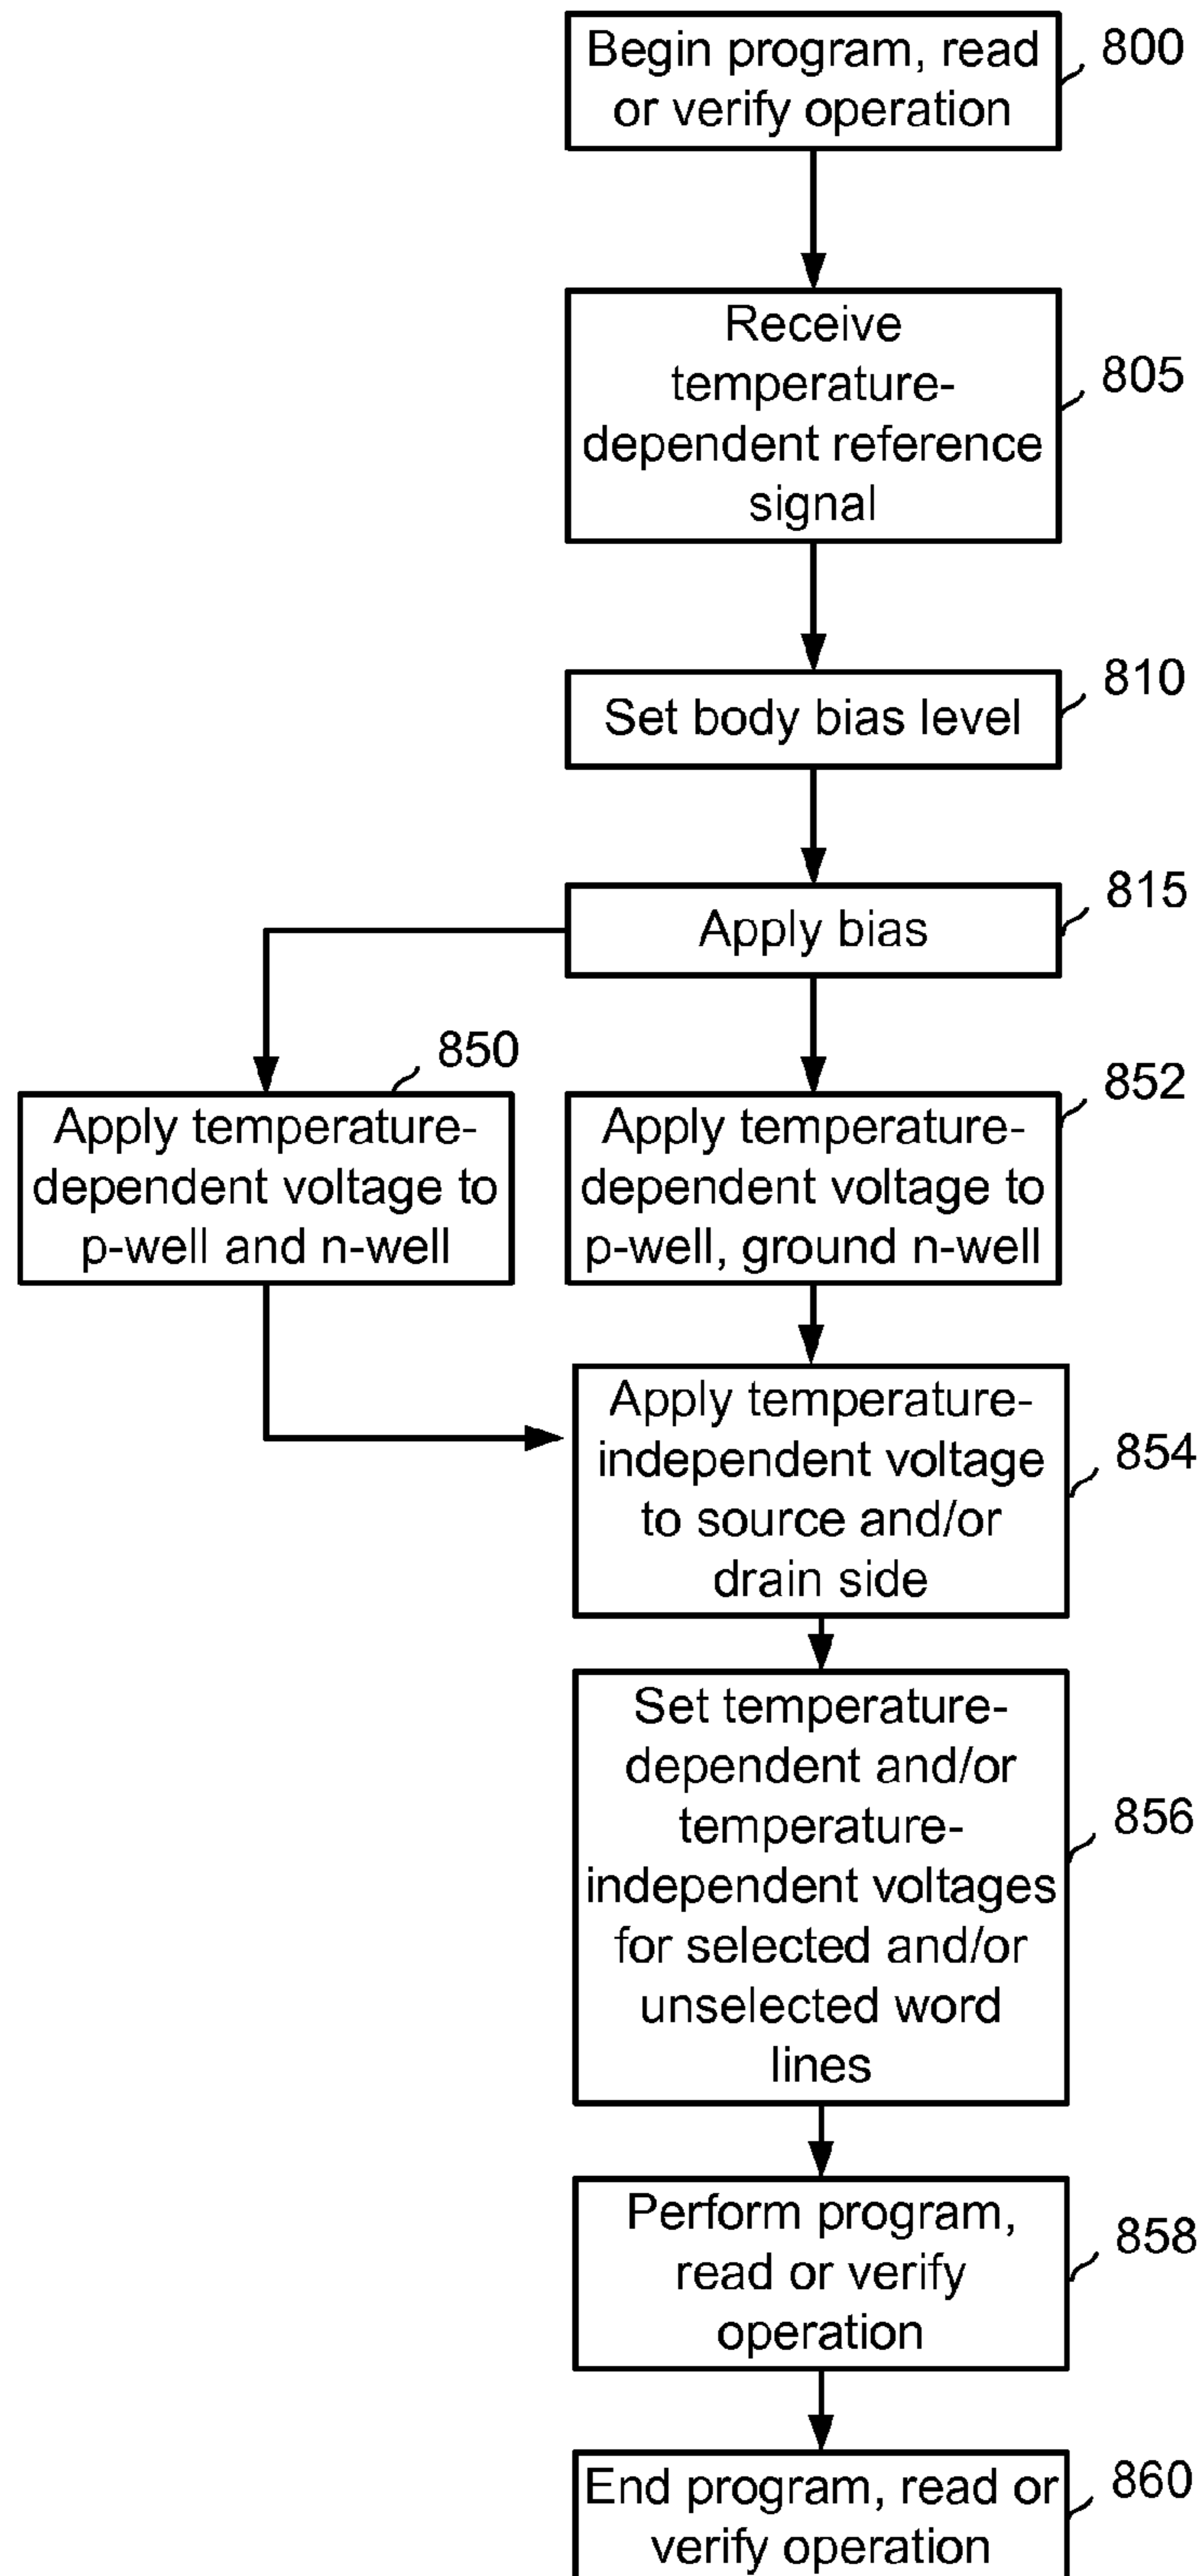 Begin program, read
or verify operation
800
Receive
temperature-
dependent reference
signal
805
Set body bias level
810
Apply bias
815
850
Apply temperature-
dependent voltage to
p-well and n-well
852
Apply temperature-
dependent voltage to
p-well, ground n-well
Apply temperature-
independent voltage
to source and/or
drain side
854
Set temperature-
dependent and/or
temperature-
independent voltages
for selected and/or
unselected word
lines
856
Perform program,
read or verify
operation
858
End program, read or
verify operation
860